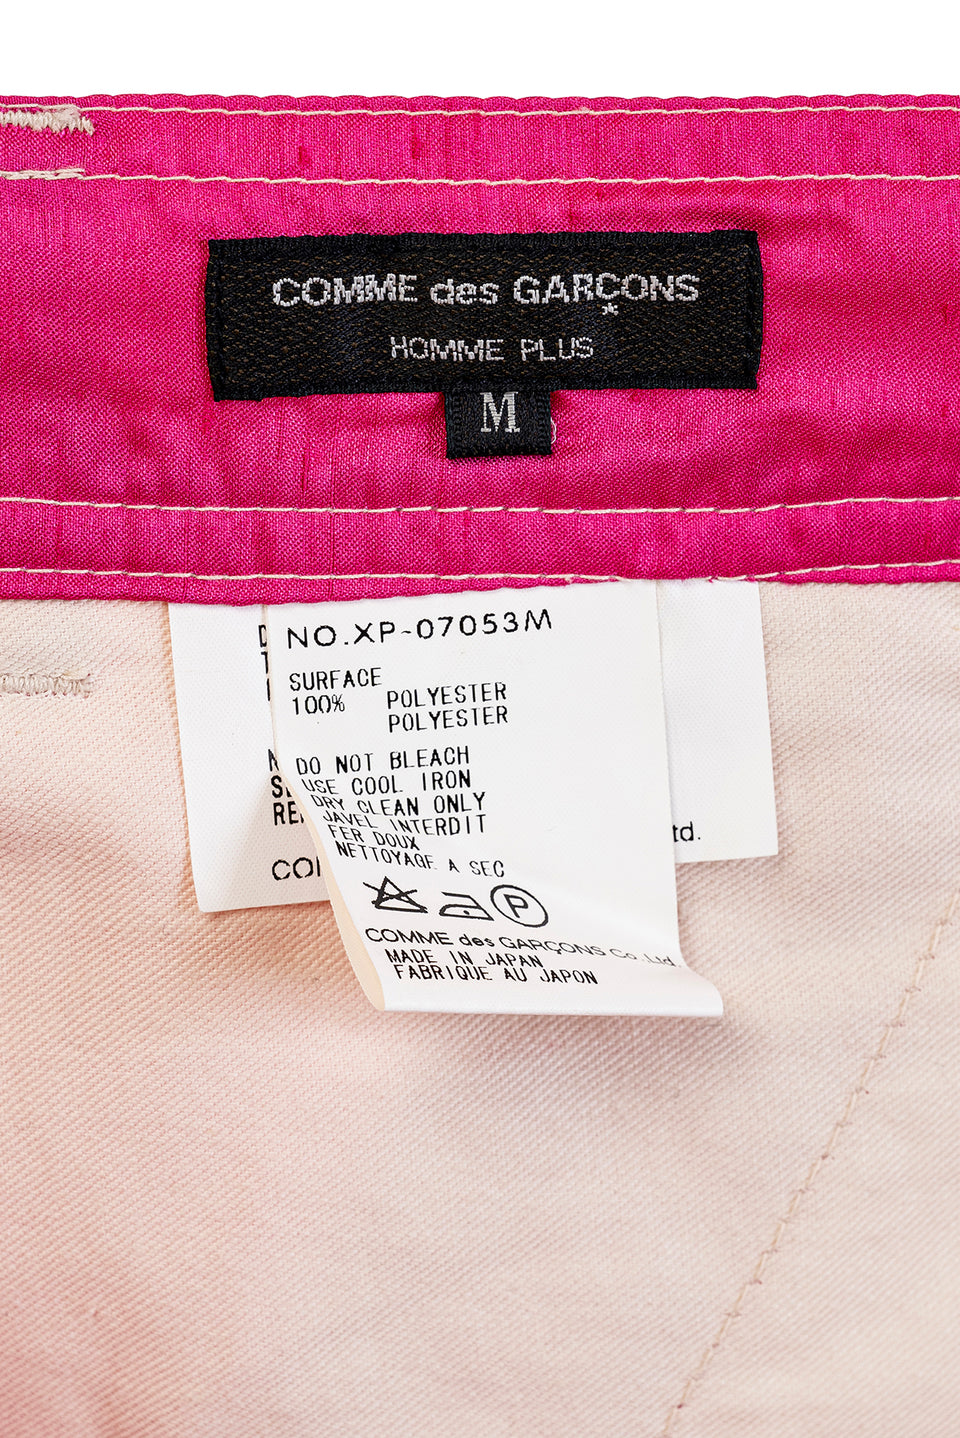 COMME des GARÇONS
HOMME PLUS
M
NO.XP-07053M
SURFACE
100% POLYESTER
POLYESTER
DO NOT BLEACH
USE COOL IRON
DRY CLEAN ONLY
JAVEL INTERDIT
FER DOUX
NETTOYAGE A SEC
P
COMME des GARÇONS Co.,Ltd.
MADE IN JAPAN
FABRIQUE AU JAPON
td.